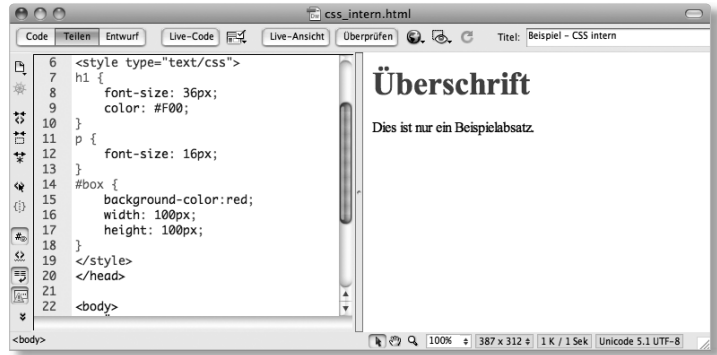 css_intern.html
Code Teilen Entwurf Live-Code Live-Ansicht Überprüfen Titel: Beispiel – CSS intern
6 <style type="text/css">
7 h1 {
8 font-size: 36px;
9 color: #F00;
10 }
11 p {
12 font-size: 16px;
13 }
14 #box {
15 background-color:red;
16 width: 100px;
17 height: 100px;
18 }
19 </style>
20 </head>
21
22 <body>
Überschrift
Dies ist nur ein Beispielabsatz.
<body> 100% 387 x 312 1 K / 1 Sek Unicode 5.1 UTF-8